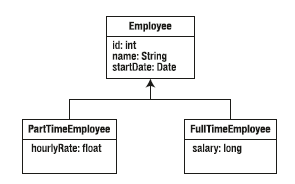 Employee
id: int
name: String
startDate: Date
PartTimeEmployee
hourlyRate: float
FullTimeEmployee
salary: long